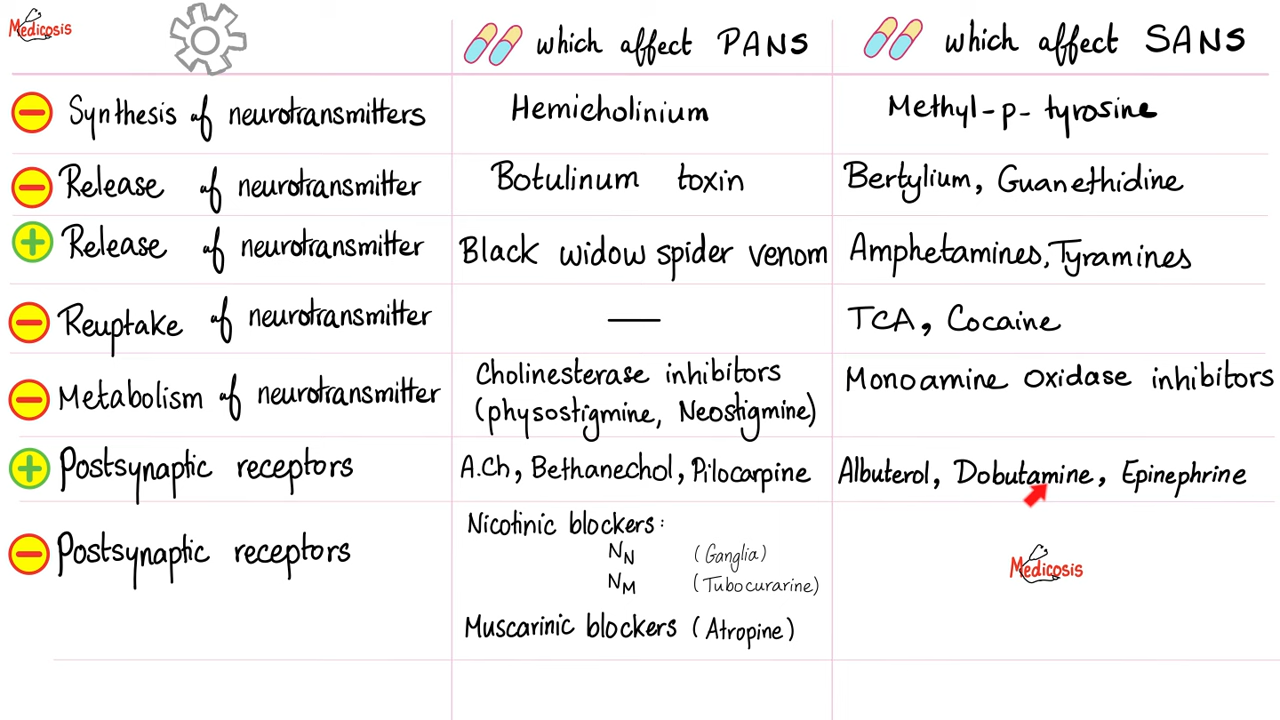 Medicosis
which affect PANS
which affect SANS
Synthesis of neurotransmitters
Hemicholinium
Methyl-p-tyrosine
Release of neurotransmitter
Botulinum toxin
Bertylium, Guanethidine
Release of neurotransmitter
Black widow spider venom
Amphetamines, Tyramines
Reuptake of neurotransmitter
—
TCA, Cocaine
Metabolism of neurotransmitter
Cholinesterase inhibitors
(physostigmine, Neostigmine)
Monoamine oxidase inhibitors
Postsynaptic receptors
A.Ch, Bethanechol, Pilocarpine
Albuterol, Dobutamine, Epinephrine
Postsynaptic receptors
Nicotinic blockers:
NN (Ganglia)
NM (Tubocurarine)
Muscarinic blockers (Atropine)
Medicosis